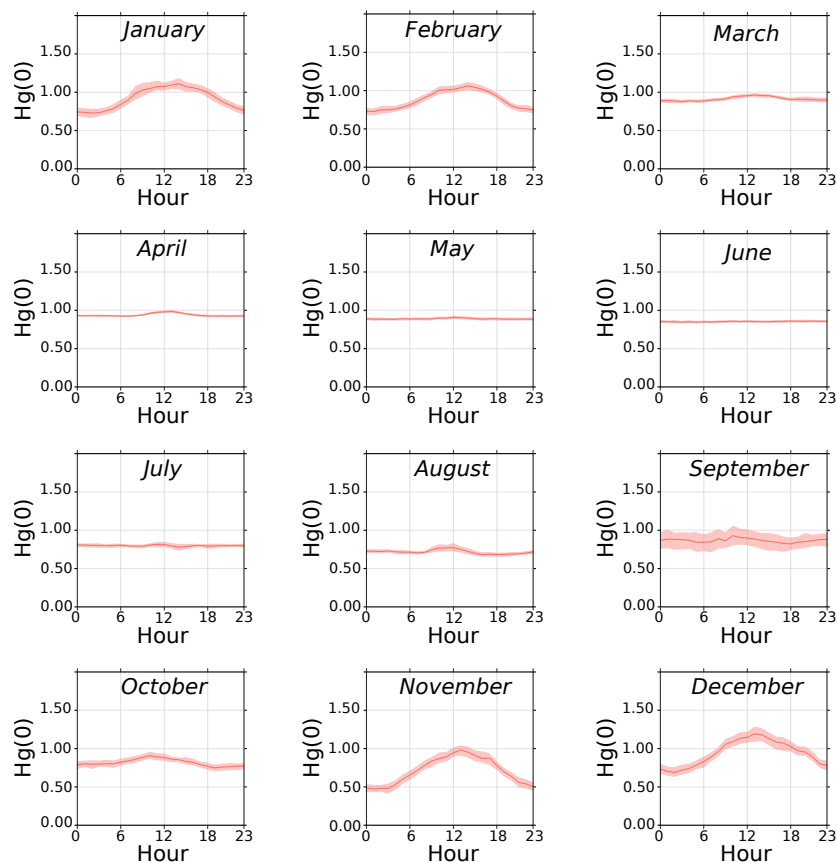 January
Hg(0)
1.50
1.00
0.50
0.00
0 6 12 18 23
Hour
February
Hg(0)
1.50
1.00
0.50
0.00
0 6 12 18 23
Hour
March
Hg(0)
1.50
1.00
0.50
0.00
0 6 12 18 23
Hour
April
Hg(0)
1.50
1.00
0.50
0.00
0 6 12 18 23
Hour
May
Hg(0)
1.50
1.00
0.50
0.00
0 6 12 18 23
Hour
June
Hg(0)
1.50
1.00
0.50
0.00
0 6 12 18 23
Hour
July
Hg(0)
1.50
1.00
0.50
0.00
0 6 12 18 23
Hour
August
Hg(0)
1.50
1.00
0.50
0.00
0 6 12 18 23
Hour
September
Hg(0)
1.50
1.00
0.50
0.00
0 6 12 18 23
Hour
October
Hg(0)
1.50
1.00
0.50
0.00
0 6 12 18 23
Hour
November
Hg(0)
1.50
1.00
0.50
0.00
0 6 12 18 23
Hour
December
Hg(0)
1.50
1.00
0.50
0.00
0 6 12 18 23
Hour